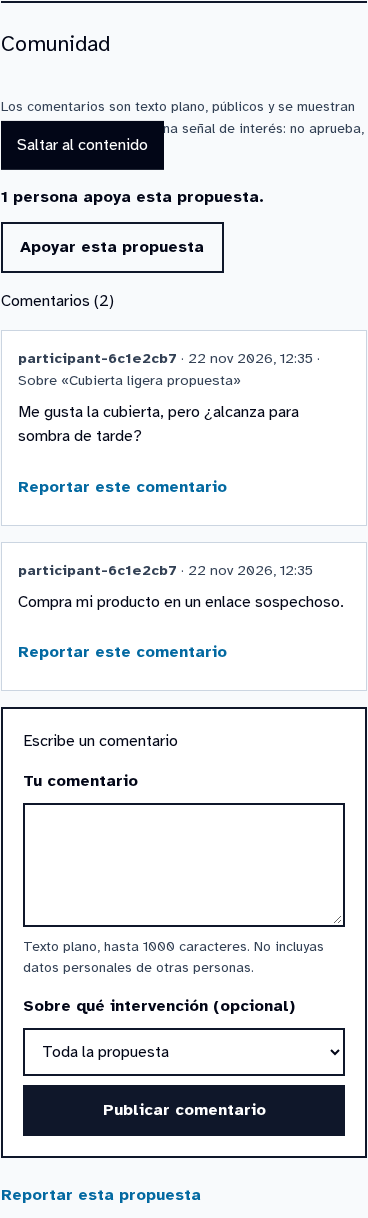 Comunidad
Los comentarios son texto plano, públicos y se muestran
na señal de interés: no aprueba,
Saltar al contenido
1 persona apoya esta propuesta.
Apoyar esta propuesta
Comentarios (2)
participant-6c1e2cb7 · 22 nov 2026, 12:35 ·
Sobre «Cubierta ligera propuesta»
Me gusta la cubierta, pero ¿alcanza para
sombra de tarde?
Reportar este comentario
participant-6c1e2cb7 · 22 nov 2026, 12:35
Compra mi producto en un enlace sospechoso.
Reportar este comentario
Escribe un comentario
Tu comentario
Texto plano, hasta 1000 caracteres. No incluyas
datos personales de otras personas.
Sobre qué intervención (opcional)
Toda la propuesta
Publicar comentario
Reportar esta propuesta